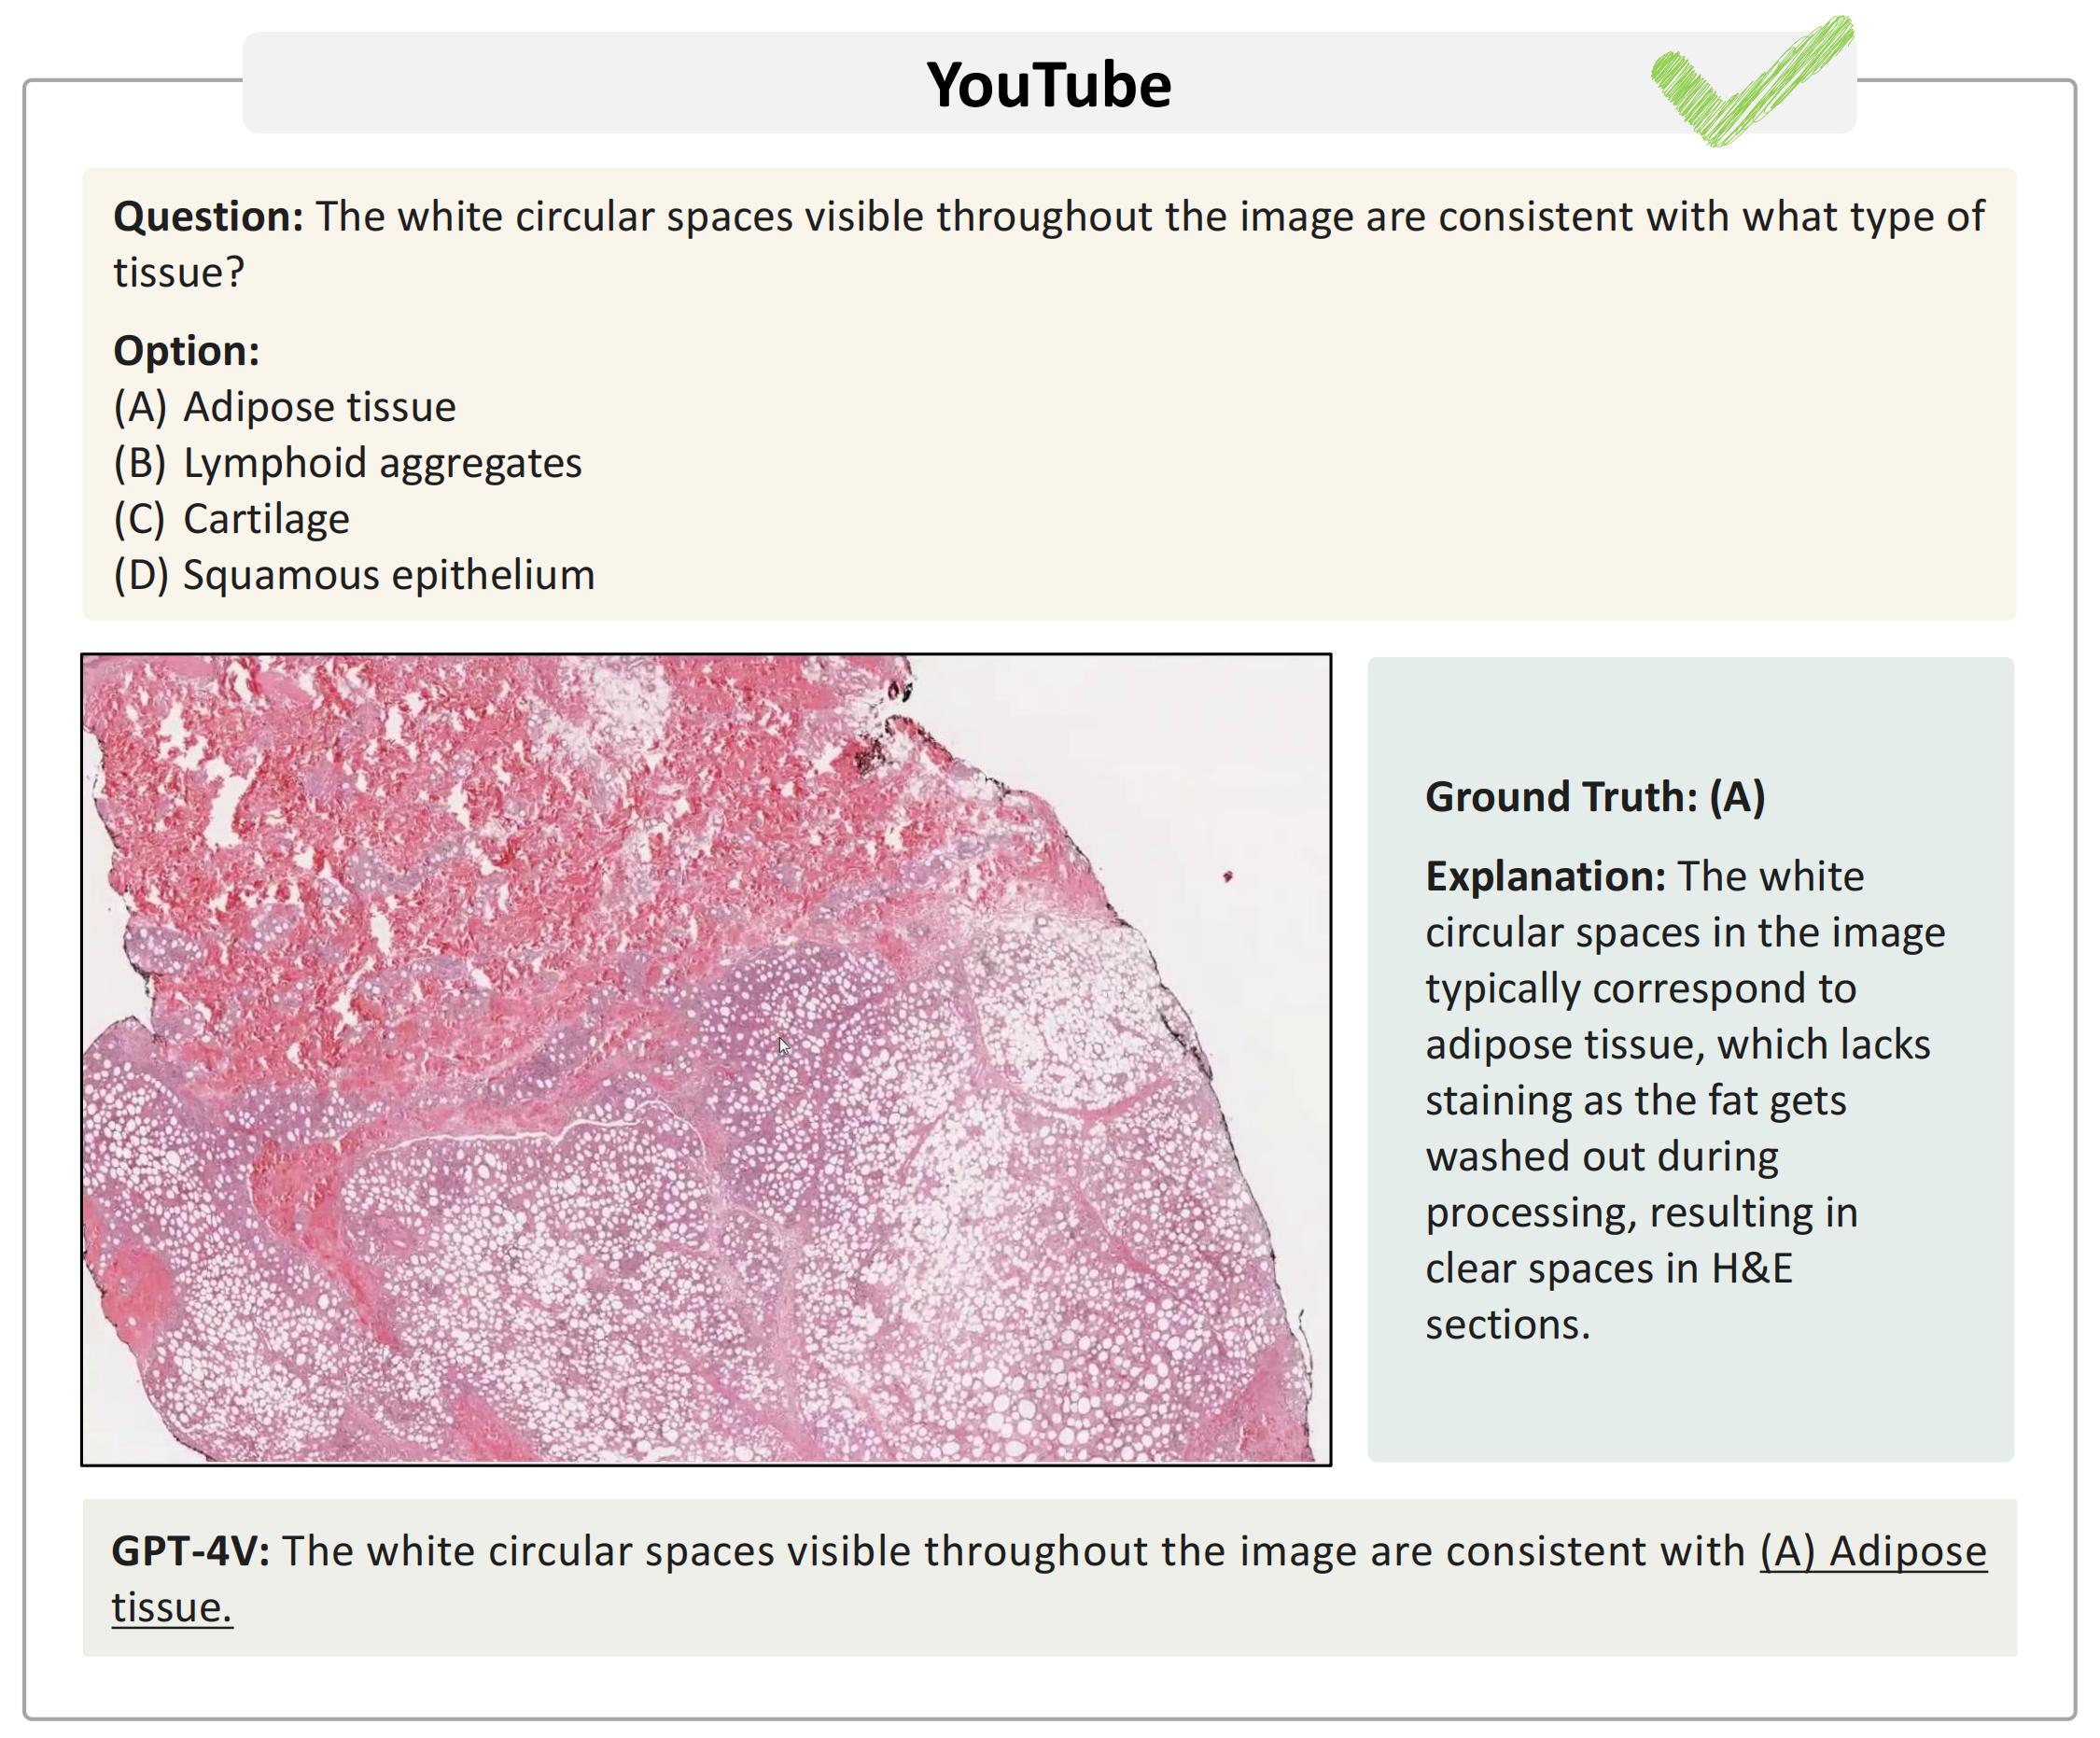 YouTube
Question: The white circular spaces visible throughout the image are consistent with what type of
tissue?
Option:
(A) Adipose tissue
(B) Lymphoid aggregates
(C) Cartilage
(D) Squamous epithelium
Ground Truth: (A)
Explanation: The white
circular spaces in the image
typically correspond to
adipose tissue, which lacks
staining as the fat gets
washed out during
processing, resulting in
clear spaces in H&E
sections.
GPT-4V: The white circular spaces visible throughout the image are consistent with (A) Adipose
tissue.